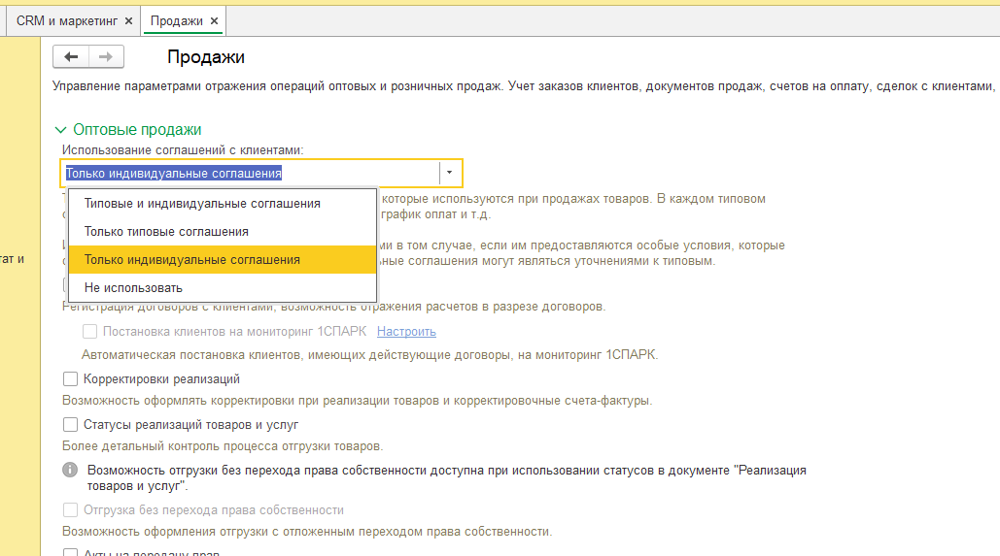 CRM и маркетинг ×
Продажи ×
Продажи
Управление параметрами отражения операций оптовых и розничных продаж. Учет заказов клиентов, документов продаж, счетов на оплату, сделок с клиентами,
Оптовые продажи
Использование соглашений с клиентами:
Только индивидуальные соглашения
которые используются при продажах товаров. В каждом типовом
Типовые и индивидуальные соглашения
график оплат и т.д.
Только типовые соглашения
в том случае, если им предоставляются особые условия, которые
Только индивидуальные соглашения
соглашения могут являться уточнениями к типовым.
Не использовать
Регистрация договоров с клиентами, возможность отражения расчетов в разрезе договоров.
Постановка клиентов на мониторинг 1СПАРК Настроить
Автоматическая постановка клиентов, имеющих действующие договоры, на мониторинг 1СПАРК.
Корректировки реализаций
Возможность оформлять корректировки при реализации товаров и корректировочные счета-фактуры.
Статусы реализаций товаров и услуг
Более детальный контроль процесса отгрузки товаров.
Возможность отгрузки без перехода права собственности доступна при использовании статусов в документе "Реализация
товаров и услуг".
Отгрузка без перехода права собственности
Возможность оформления отгрузки с отложенным переходом права собственности.
Акты на передачу прав